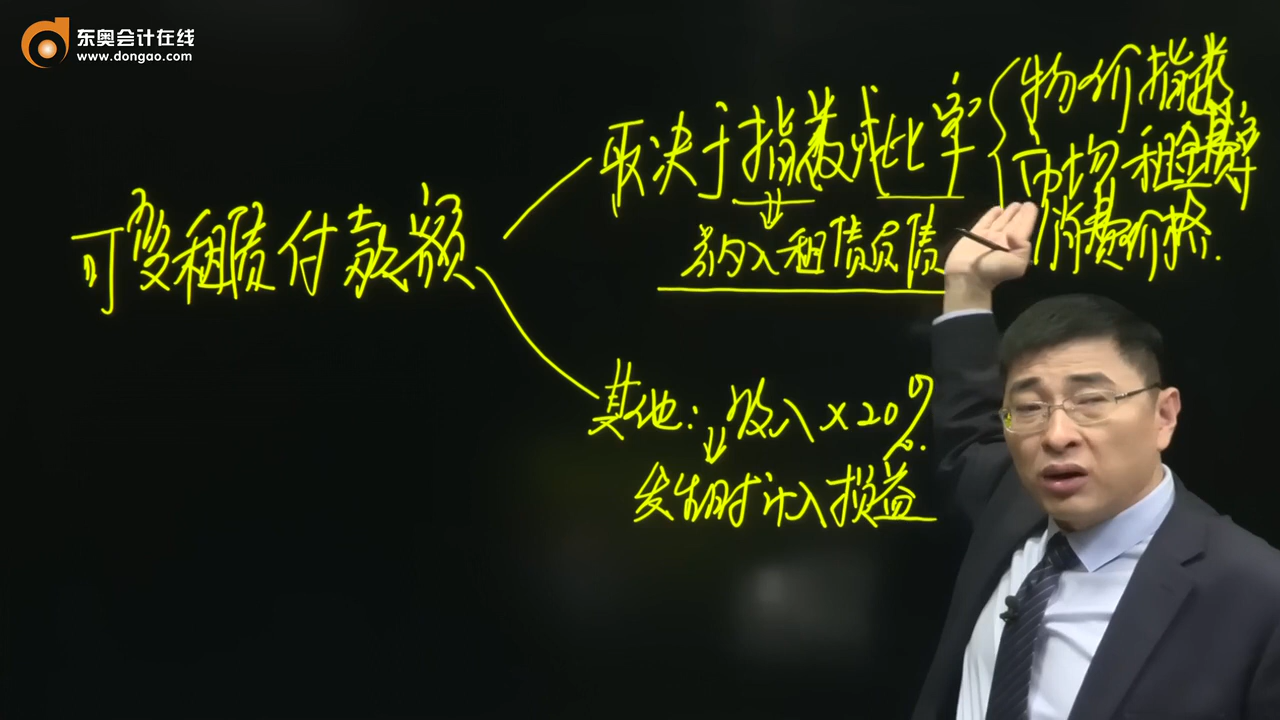 东奥会计在线
www.dongao.com
可变租赁付款额
取决于指数或比率
物价指数
市场租金费率
消费价格.
纳入租赁负债
其他: 收入×20%.
发生时计入损益